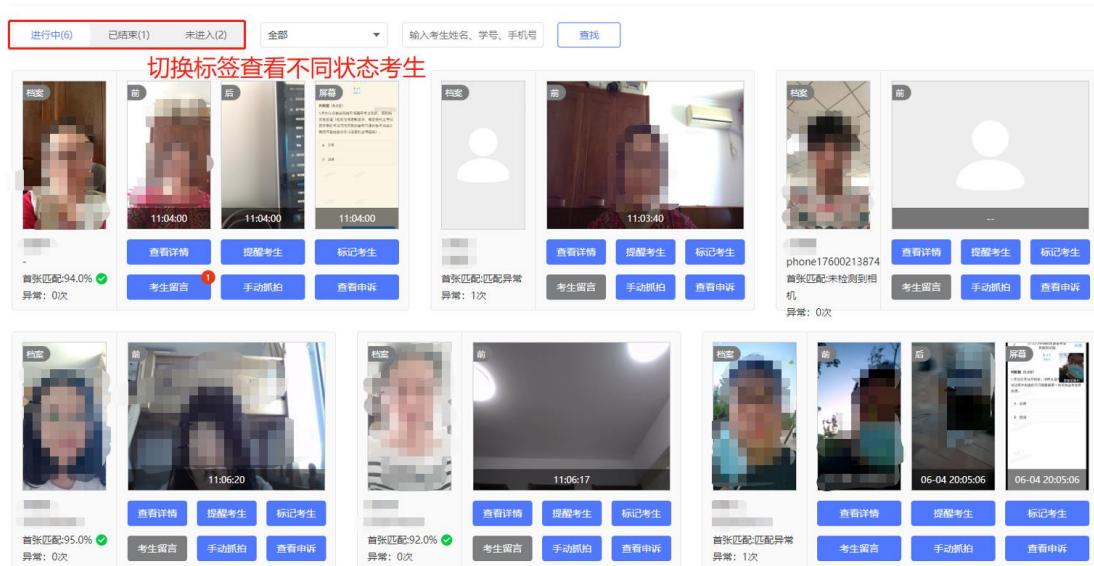 进行中(6) 已结束(1) 未进入(2) 全部 输入考生姓名、学号、手机号 查找
切换标签查看不同状态考生
档案 前 后 屏幕
11:04:00 11:04:00 11:04:00
-
查看详情 提醒考生 标记考生
首张匹配:94.0%
异常：0次
考生留言 1 手动抓拍 查看申诉
档案 前
11:03:40
查看详情 提醒考生 标记考生
首张匹配:匹配异常
异常：1次
考生留言 手动抓拍 查看申诉
档案 前
--
phone17600213874
查看详情 提醒考生 标记考生
首张匹配:未检测到相
机
异常：0次
考生留言 手动抓拍 查看申诉
档案 前
11:06:20
查看详情 提醒考生 标记考生
首张匹配:95.0%
异常：0次
考生留言 手动抓拍 查看申诉
档案 前
11:06:17
查看详情 提醒考生 标记考生
首张匹配:92.0%
异常：0次
考生留言 手动抓拍 查看申诉
档案 前 后 屏幕
06-04 20:05:06 06-04 20:05:06
查看详情 提醒考生 标记考生
首张匹配:匹配异常
异常：1次
考生留言 手动抓拍 查看申诉